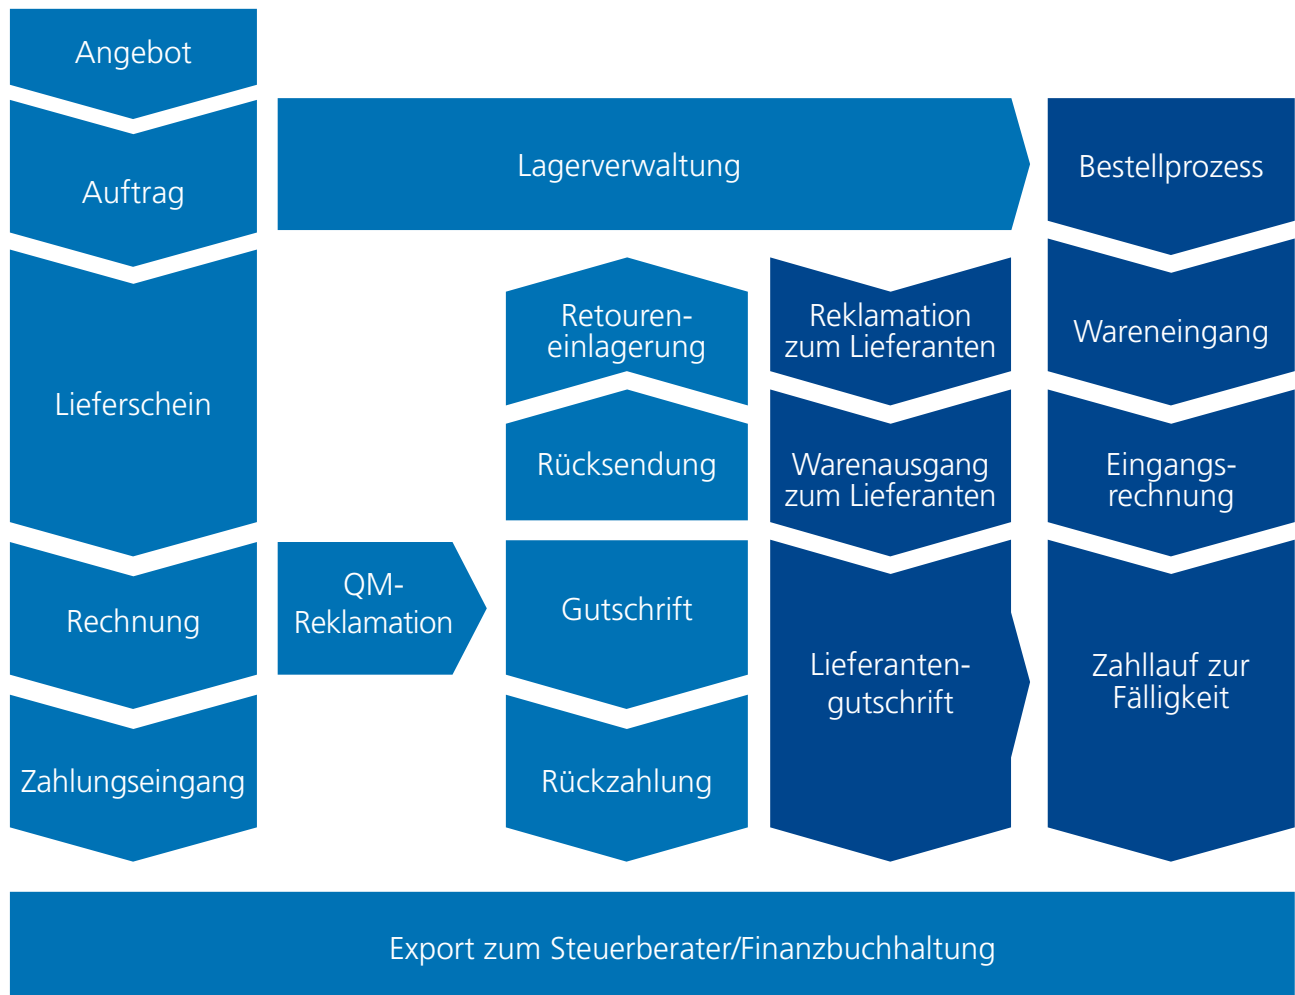 Angebot
Auftrag
Lieferschein
Rechnung
Zahlungseingang
Lagerverwaltung
QM-
Reklamation
Retouren-
einlagerung
Rücksendung
Gutschrift
Rückzahlung
Reklamation
zum Lieferanten
Warenausgang
zum Lieferanten
Lieferanten-
gutschrift
Bestellprozess
Wareneingang
Eingangs-
rechnung
Zahllauf zur
Fälligkeit
Export zum Steuerberater/Finanzbuchhaltung